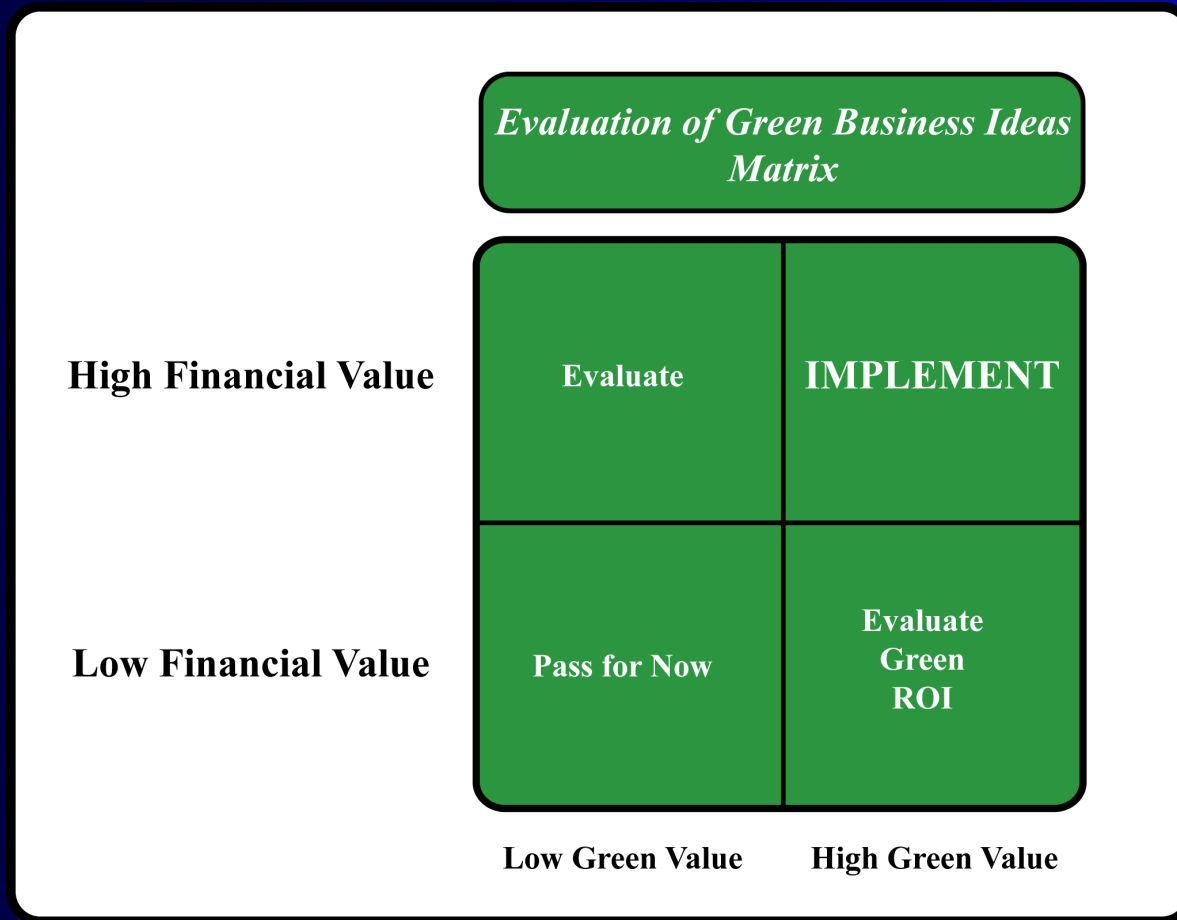 Evaluation of Green Business Ideas
Matrix
High Financial Value
Evaluate
IMPLEMENT
Low Financial Value
Pass for Now
Evaluate
Green
ROI
Low Green Value
High Green Value